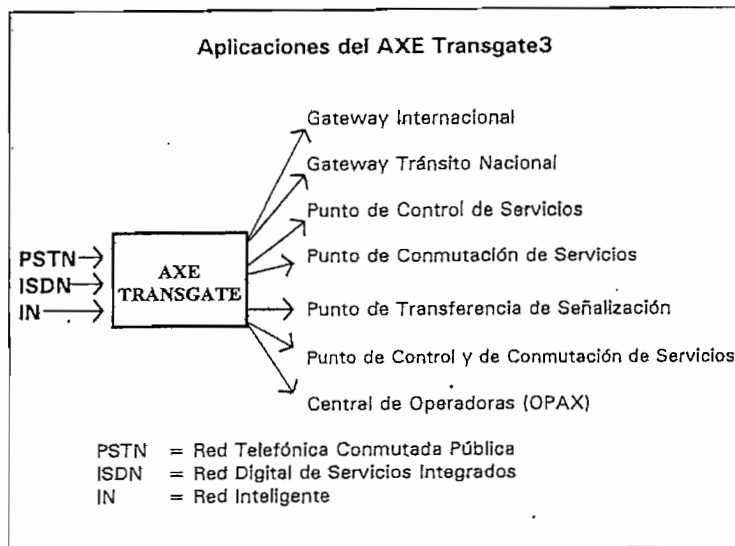 Aplicaciones del AXE Transgate3
Gateway Internacional
Gateway Tránsito Nacional
Punto de Control de Servicios
Punto de Conmutación de Servicios
Punto de Transferencia de Señalización
Punto de Control y de Conmutación de Servicios
Central de Operadoras (OPAX)
PSTN
ISDN
IN
AXE
TRANSGATE
PSTN = Red Telefónica Conmutada Pública
ISDN = Red Digital de Servicios Integrados
IN = Red Inteligente